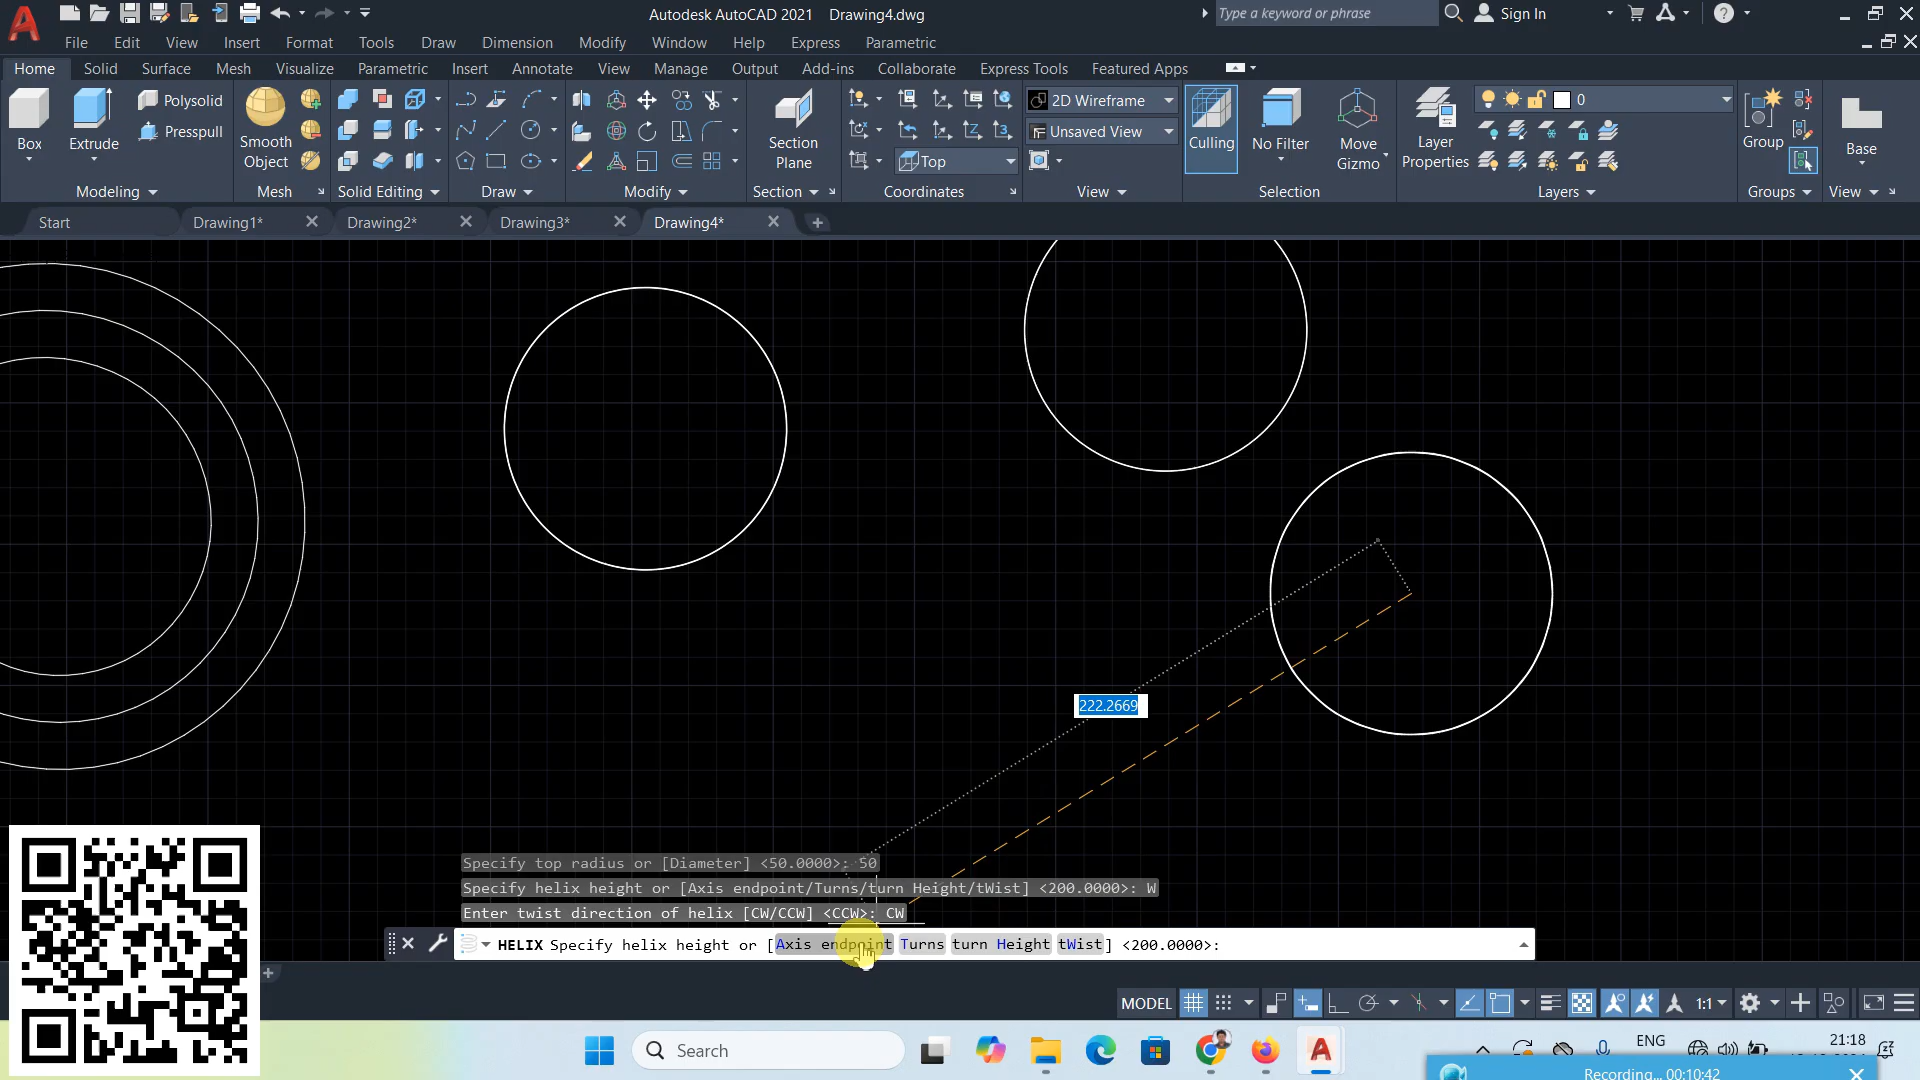 Autodesk AutoCAD 2021 Drawing4.dwg
Type a keyword or phrase
Sign In
File Edit View Insert Format Tools Draw Dimension Modify Window Help Express Parametric
Home Solid Surface Mesh Visualize Parametric Insert Annotate View Manage Output Add-ins Collaborate Express Tools Featured Apps
Box
Extrude
Polysolid
Presspull
Smooth
Object
Section
Plane
Top
2D Wireframe
Unsaved View
Culling
No Filter
Move
Gizmo
Layer
Properties
0
Group
Base
Modeling
Mesh
Solid Editing
Draw
Modify
Section
Coordinates
View
Selection
Layers
Groups
View
Start
Drawing1*
Drawing2*
Drawing3*
Drawing4*
222.2669
Specify top radius or [Diameter] <50.0000>: 50
Specify helix height or [Axis endpoint/Turns/turn Height/tWist] <200.0000>: W
Enter twist direction of helix [CW/CCW] <CCW>: CW
HELIX Specify helix height or [Axis endpoint Turns turn Height tWist] <200.0000>:
MODEL
1:1
Search
ENG
21:18
Recording... 00:10:42